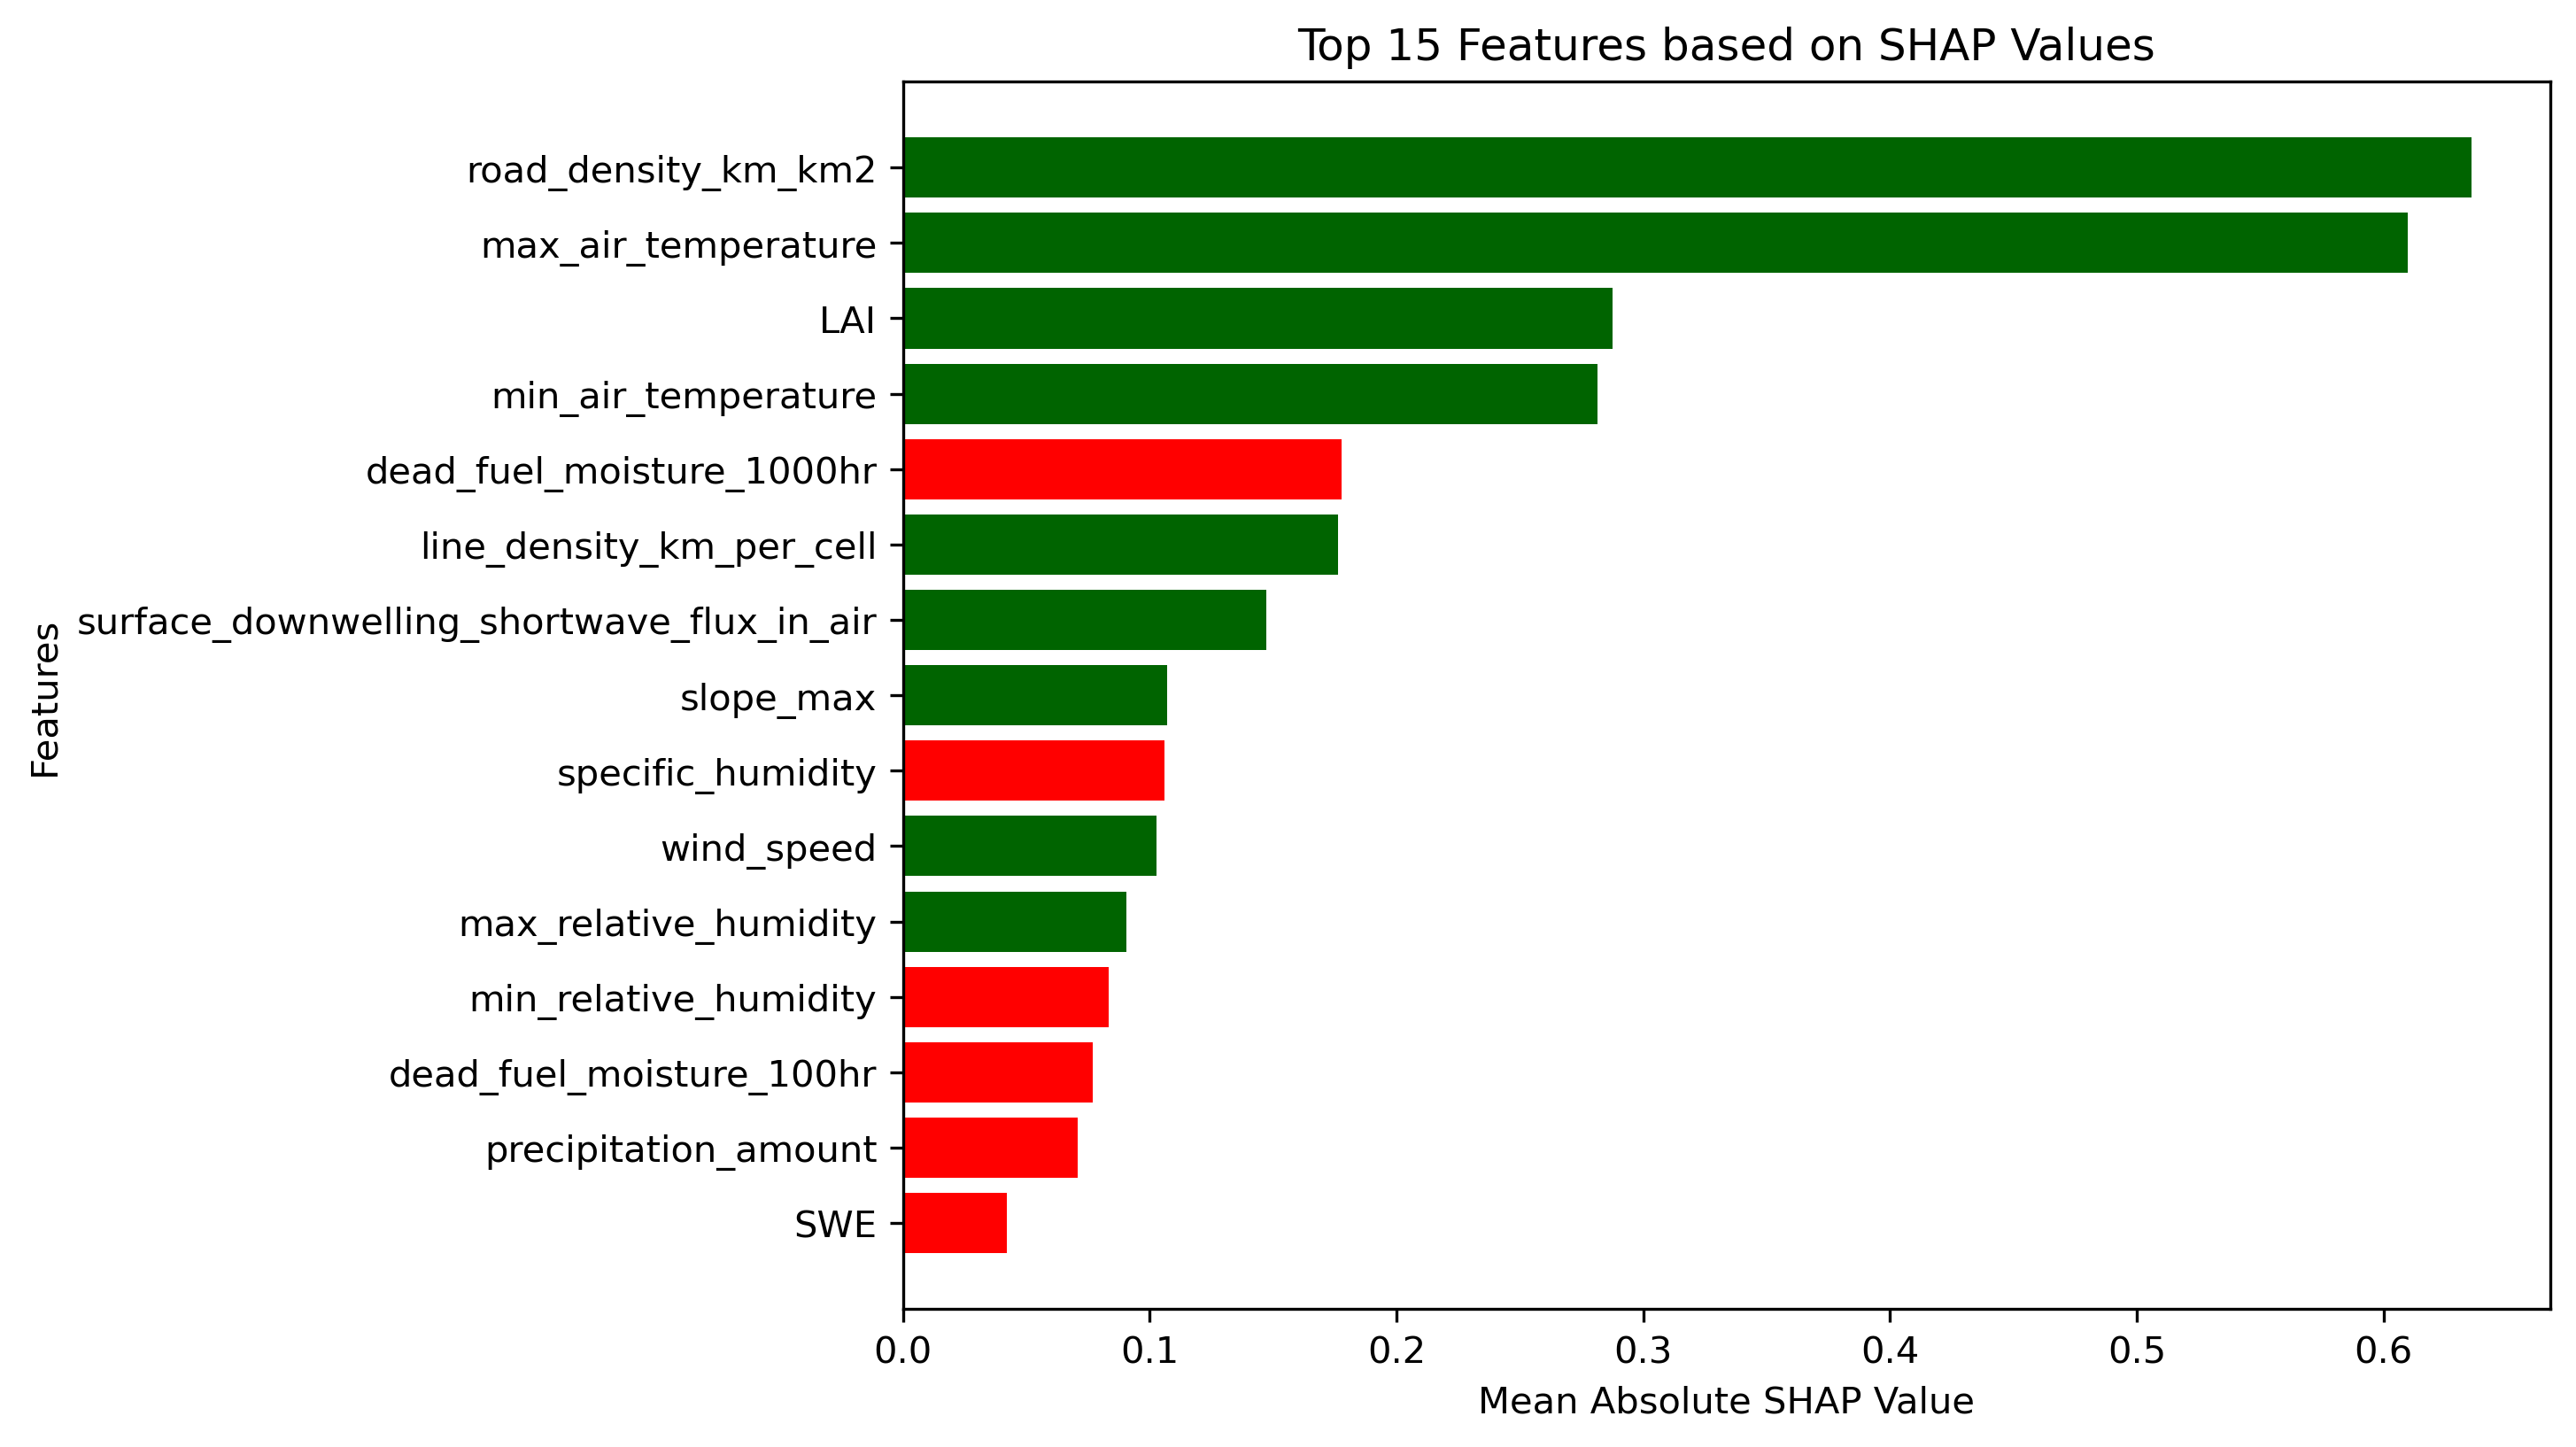 Top 15 Features based on SHAP Values
Features
road_density_km_km2
max_air_temperature
LAI
min_air_temperature
dead_fuel_moisture_1000hr
line_density_km_per_cell
surface_downwelling_shortwave_flux_in_air
slope_max
specific_humidity
wind_speed
max_relative_humidity
min_relative_humidity
dead_fuel_moisture_100hr
precipitation_amount
SWE
0.0 0.1 0.2 0.3 0.4 0.5 0.6
Mean Absolute SHAP Value